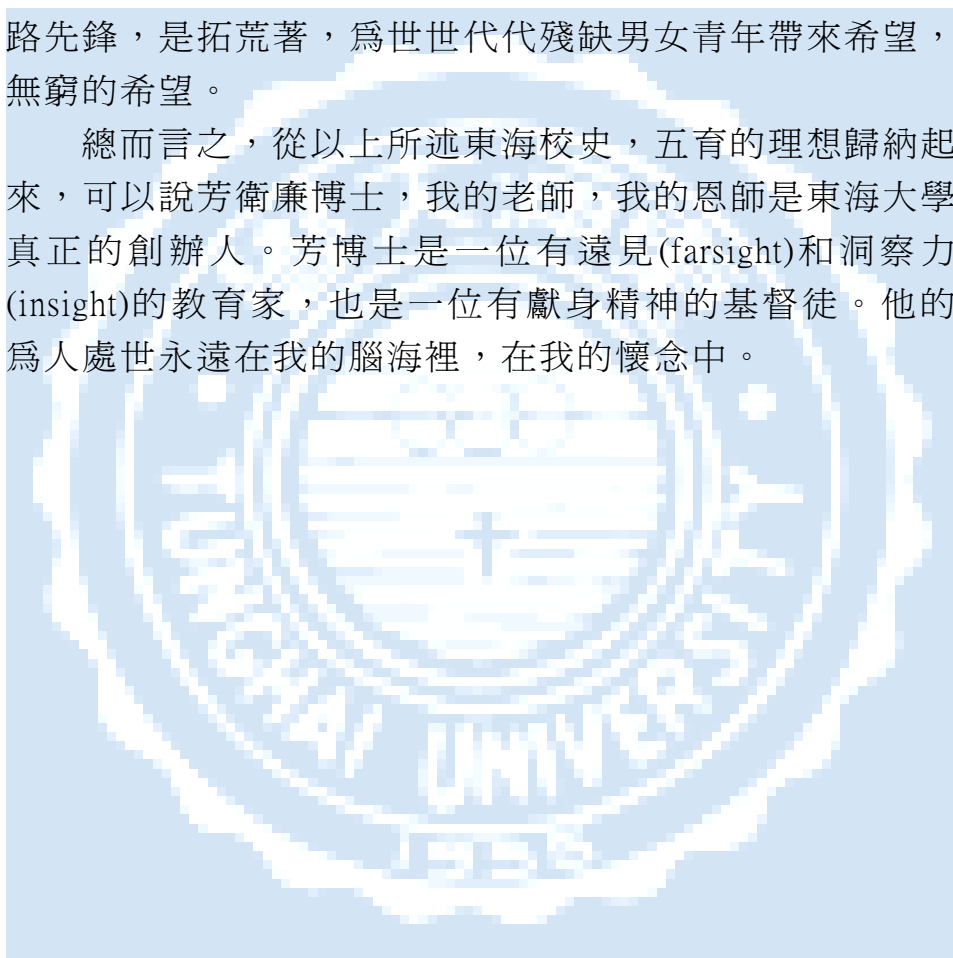 路先鋒，是拓荒著，爲世世代代殘缺男女青年帶來希望，
無窮的希望。
總而言之，從以上所述東海校史，五育的理想歸納起
來，可以說芳衛廉博士，我的老師，我的恩師是東海大學
真正的創辦人。芳博士是一位有遠見(farsight)和洞察力
(insight)的教育家，也是一位有獻身精神的基督徒。他的
爲人處世永遠在我的腦海裡，在我的懷念中。
TUNGHAI UNIVERSITY